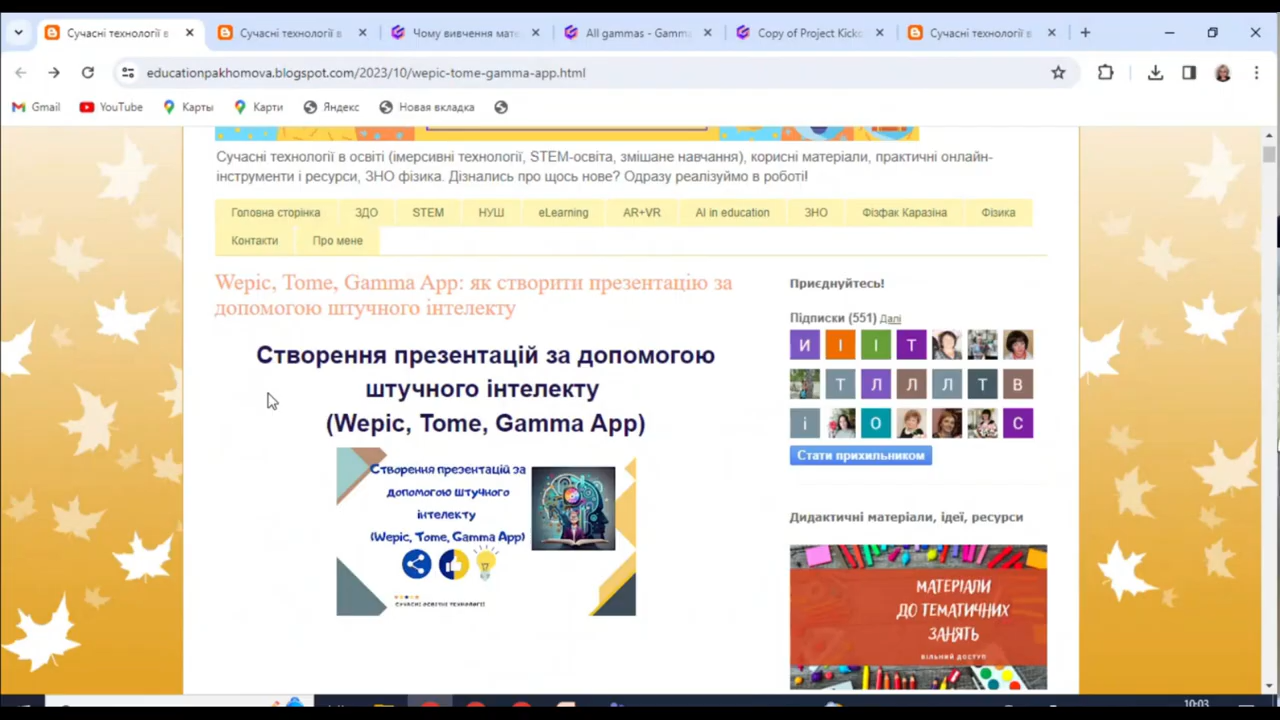 Сучасні технології в
Сучасні технології в
Чому вивчення мате
All gammas - Gamma
Copy of Project Kicko
Сучасні технології в
educationpakhomova.blogspot.com/2023/10/wepic-tome-gamma-app.html
Gmail
YouTube
Карты
Карти
Яндекс
Новая вкладка
Сучасні технології в освіті (імерсивні технології, STEM-освіта, змішане навчання), корисні матеріали, практичні онлайн-
інструменти і ресурси, ЗНО фізика. Дізнались про щось нове? Одразу реалізуймо в роботі!
Головна сторінка
ЗДО
STEM
НУШ
eLearning
AR+VR
AI in education
ЗНО
Фізфак Каразіна
Фізика
Контакти
Про мене
Wepic, Tome, Gamma App: як створити презентацію за
допомогою штучного інтелекту
Створення презентацій за допомогою
штучного інтелекту
(Wepic, Tome, Gamma App)
Створення презентацій за
допомогою штучного
інтелекту
(Wepic, Tome, Gamma App)
СУЧАСНІ ОСВІТНІ ТЕХНОЛОГІЇ
Приєднуйтесь!
Підписки (551) Далі
И І І Т
Т Л Л Л Т В
і О С
Стати прихильником
Дидактичні матеріали, ідеї, ресурси
МАТЕРІАЛИ
ДО ТЕМАТИЧНИХ
ЗАНЯТЬ
ВІЛЬНИЙ ДОСТУП
10:03